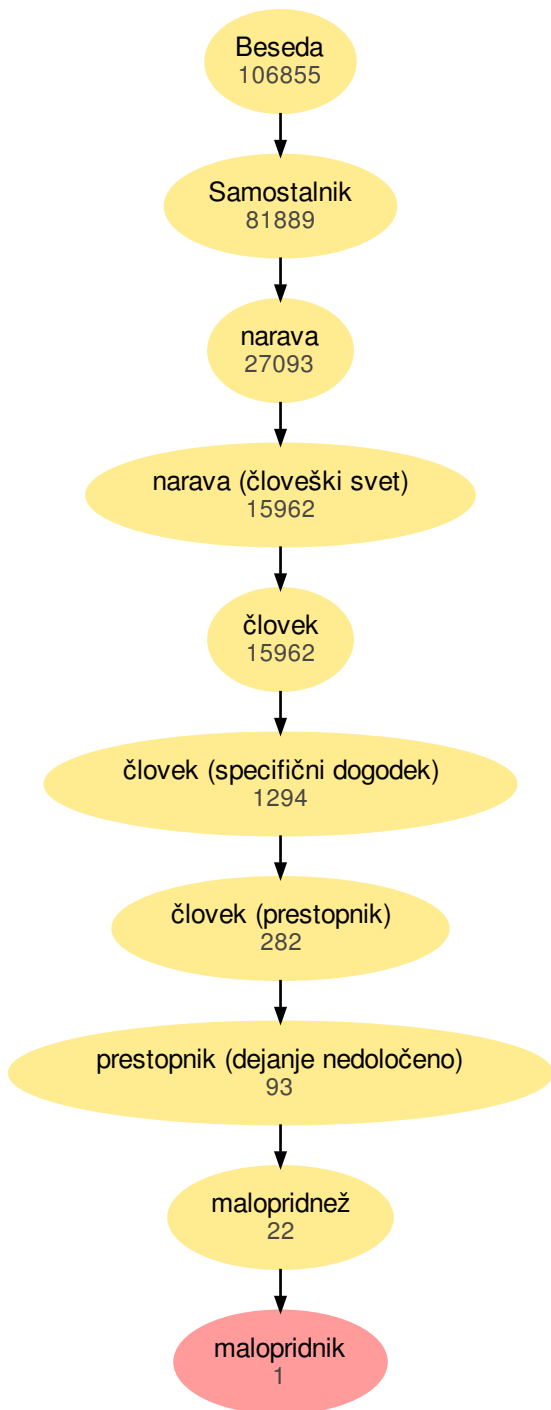 Beseda
106855
Samostalnik
81889
narava
27093
narava (človeški svet)
15962
človek
15962
človek (specifični dogodek)
1294
človek (prestopnik)
282
prestopnik (dejanje nedoločeno)
93
malopridnež
22
malopridnik
1